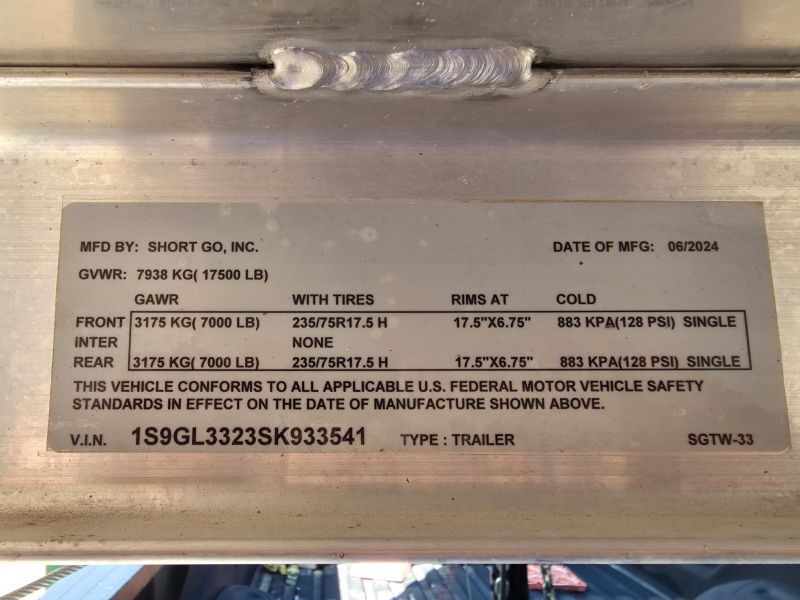 MFD BY: SHORT GO, INC. DATE OF MFG: 06/2024
GVWR: 7938 KG( 17500 LB)
GAWR WITH TIRES RIMS AT COLD
FRONT 3175 KG( 7000 LB) 235/75R17.5 H 17.5"X6.75" 883 KPA(128 PSI) SINGLE
INTER NONE
REAR 3175 KG( 7000 LB) 235/75R17.5 H 17.5"X6.75" 883 KPA(128 PSI) SINGLE
THIS VEHICLE CONFORMS TO ALL APPLICABLE U.S. FEDERAL MOTOR VEHICLE SAFETY
STANDARDS IN EFFECT ON THE DATE OF MANUFACTURE SHOWN ABOVE.
V.I.N. 1S9GL3323SK933541 TYPE : TRAILER SGTW-33